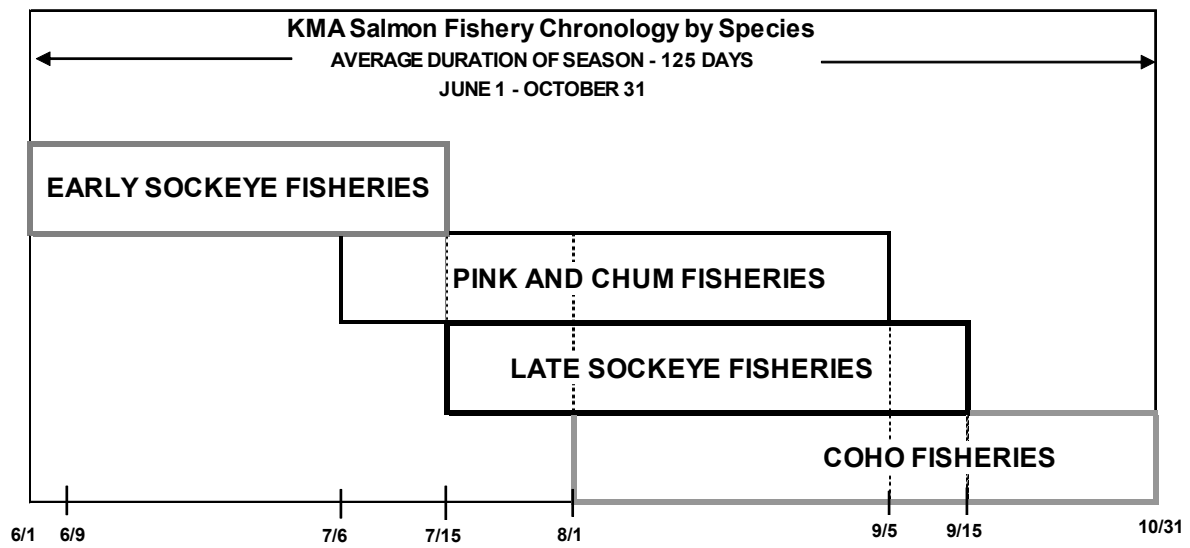 KMA Salmon Fishery Chronology by Species
AVERAGE DURATION OF SEASON - 125 DAYS
JUNE 1 - OCTOBER 31
EARLY SOCKEYE FISHERIES
PINK AND CHUM FISHERIES
LATE SOCKEYE FISHERIES
COHO FISHERIES
6/1 6/9 7/6 7/15 8/1 9/5 9/15 10/31